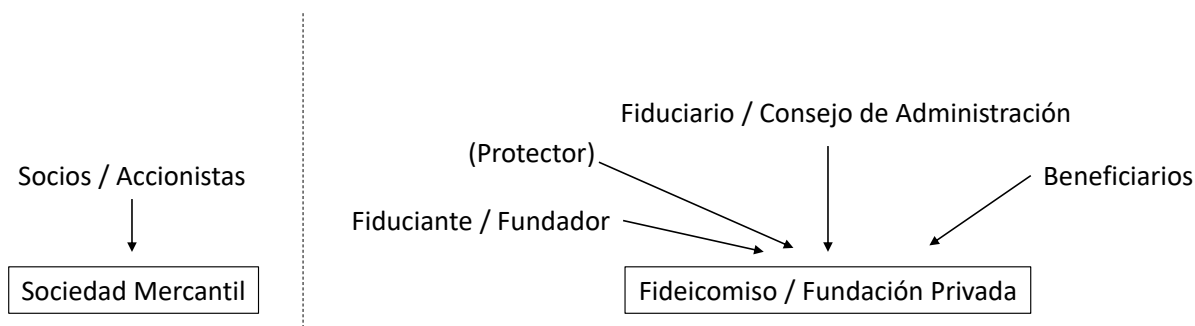 Socios / Accionistas
Sociedad Mercantil
Fiduciario / Consejo de Administración
(Protector)
Beneficiarios
Fiduciante / Fundador
Fideicomiso / Fundación Privada